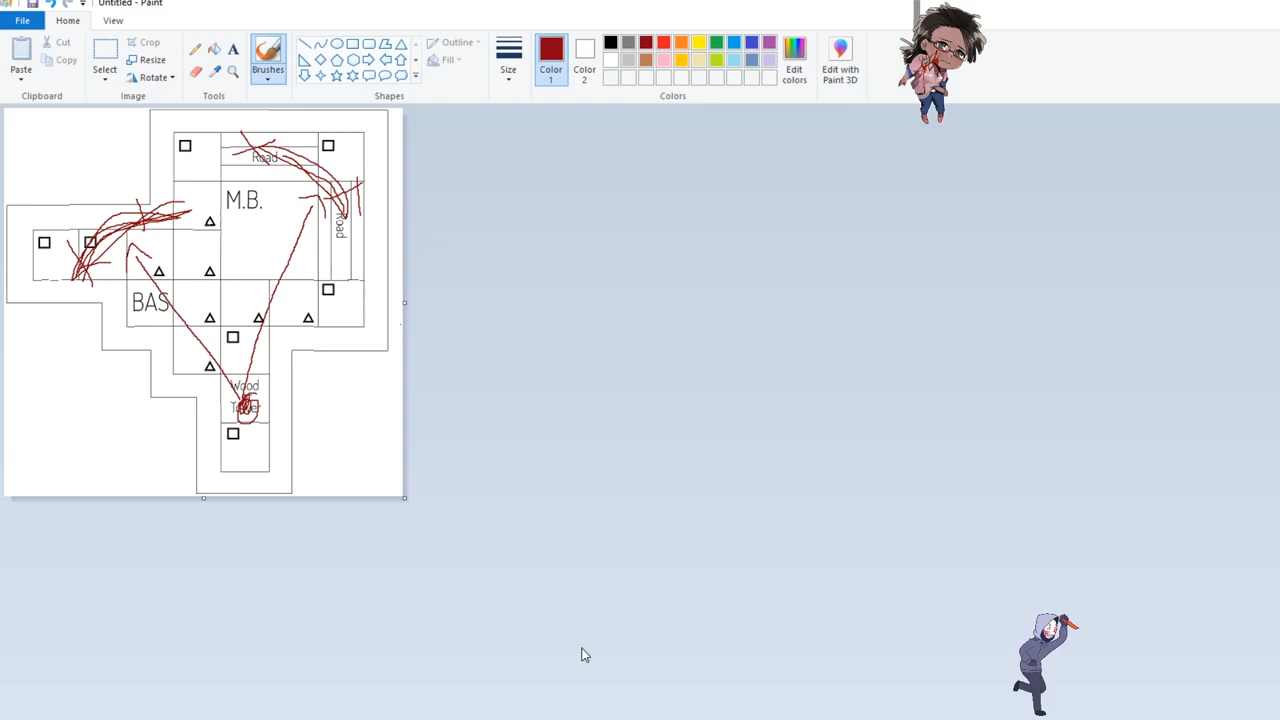 Untitled - Paint
File Home View
Cut Crop Outline
Paste Copy Select Resize Brushes Fill Size Color 1 Color 2 Edit colors Edit with Paint 3D
Rotate
Clipboard Image Tools Shapes Colors
Road
M.B.
Road
BAS
Wood